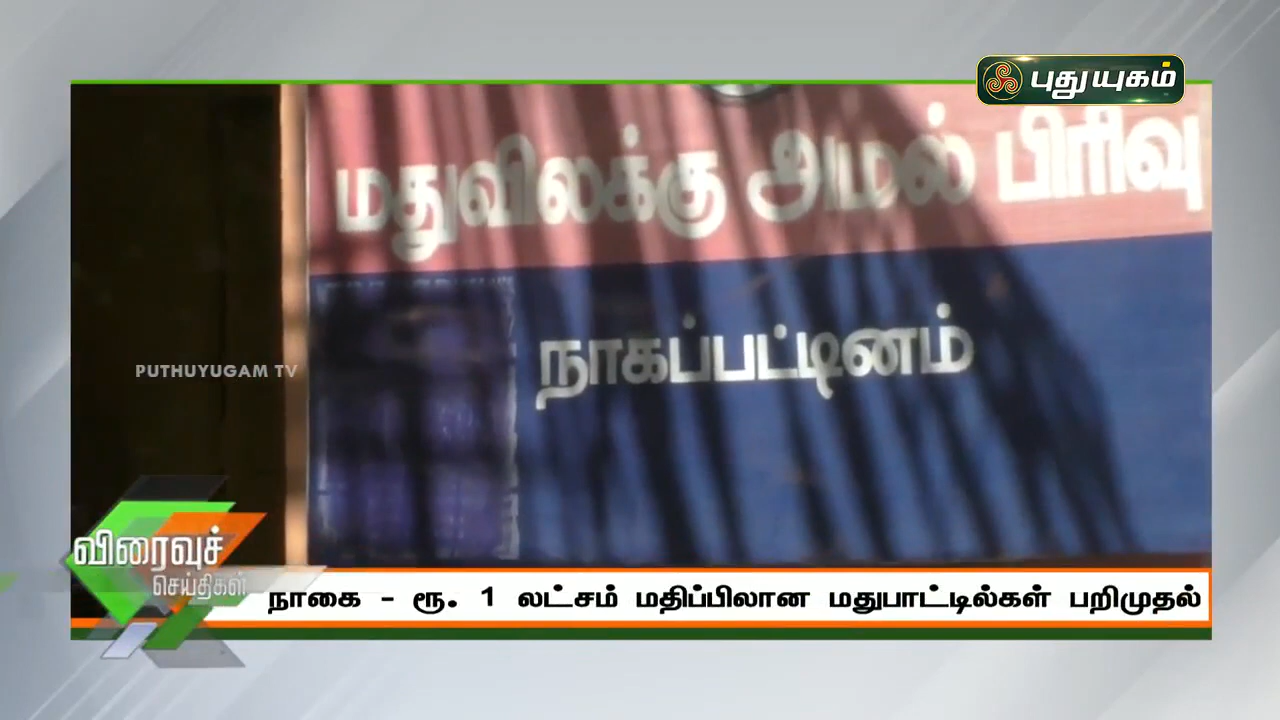 புதுயுகம்
மதுவிலக்கு அமல் பிரிவு
நாகப்பட்டினம்
PUTHUYUGAM TV
விரைவுச்
செய்திகள்
நாகை - ரூ. 1 லட்சம் மதிப்பிலான மதுபாட்டில்கள் பறிமுதல்